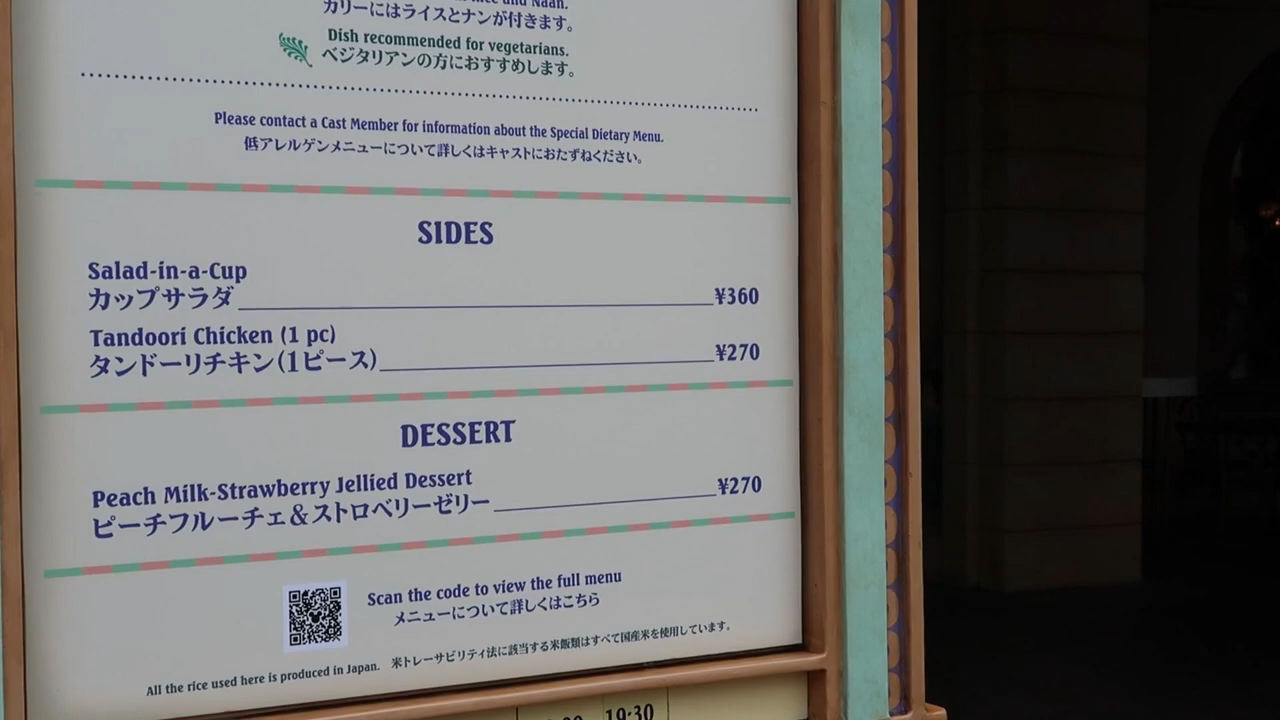 and Naan.
カリーにはライスとナンが付きます。
Dish recommended for vegetarians.
ベジタリアンの方におすすめします。
Please contact a Cast Member for information about the Special Dietary Menu.
低アレルゲンメニューについて詳しくはキャストにおたずねください。
SIDES
Salad-in-a-Cup
カップサラダ ¥360
Tandoori Chicken (1 pc)
タンドーリチキン(1ピース) ¥270
DESSERT
Peach Milk-Strawberry Jellied Dessert
ピーチフルーチェ&ストロベリーゼリー ¥270
Scan the code to view the full menu
メニューについて詳しくはこちら
All the rice used here is produced in Japan. 米トレーサビリティ法に該当する米飯類はすべて国産米を使用しています。
19:30